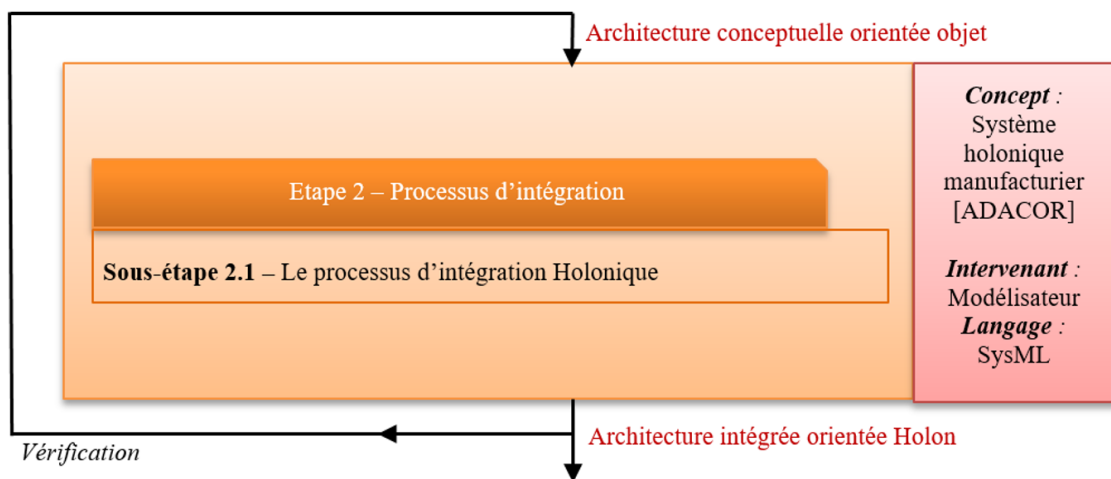 Architecture conceptuelle orientée objet
Concept :
Système
holonique
manufacturier
[ADACOR]
Etape 2 – Processus d’intégration
Sous-étape 2.1 – Le processus d’intégration Holonique
Intervenant :
Modélisateur
Langage :
SysML
Architecture intégrée orientée Holon
Vérification